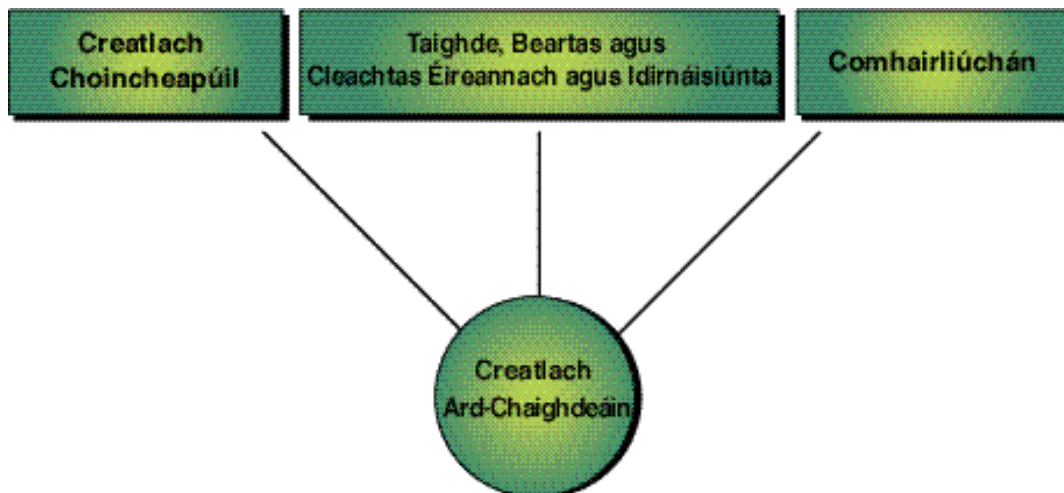 Creatlach
Choincheapúil
Taighde, Beartas agus
Cleachtas Éireannach agus Idirnáisiúnta
Comhairliúchán
Creatlach
Ard-Chaighdeáin